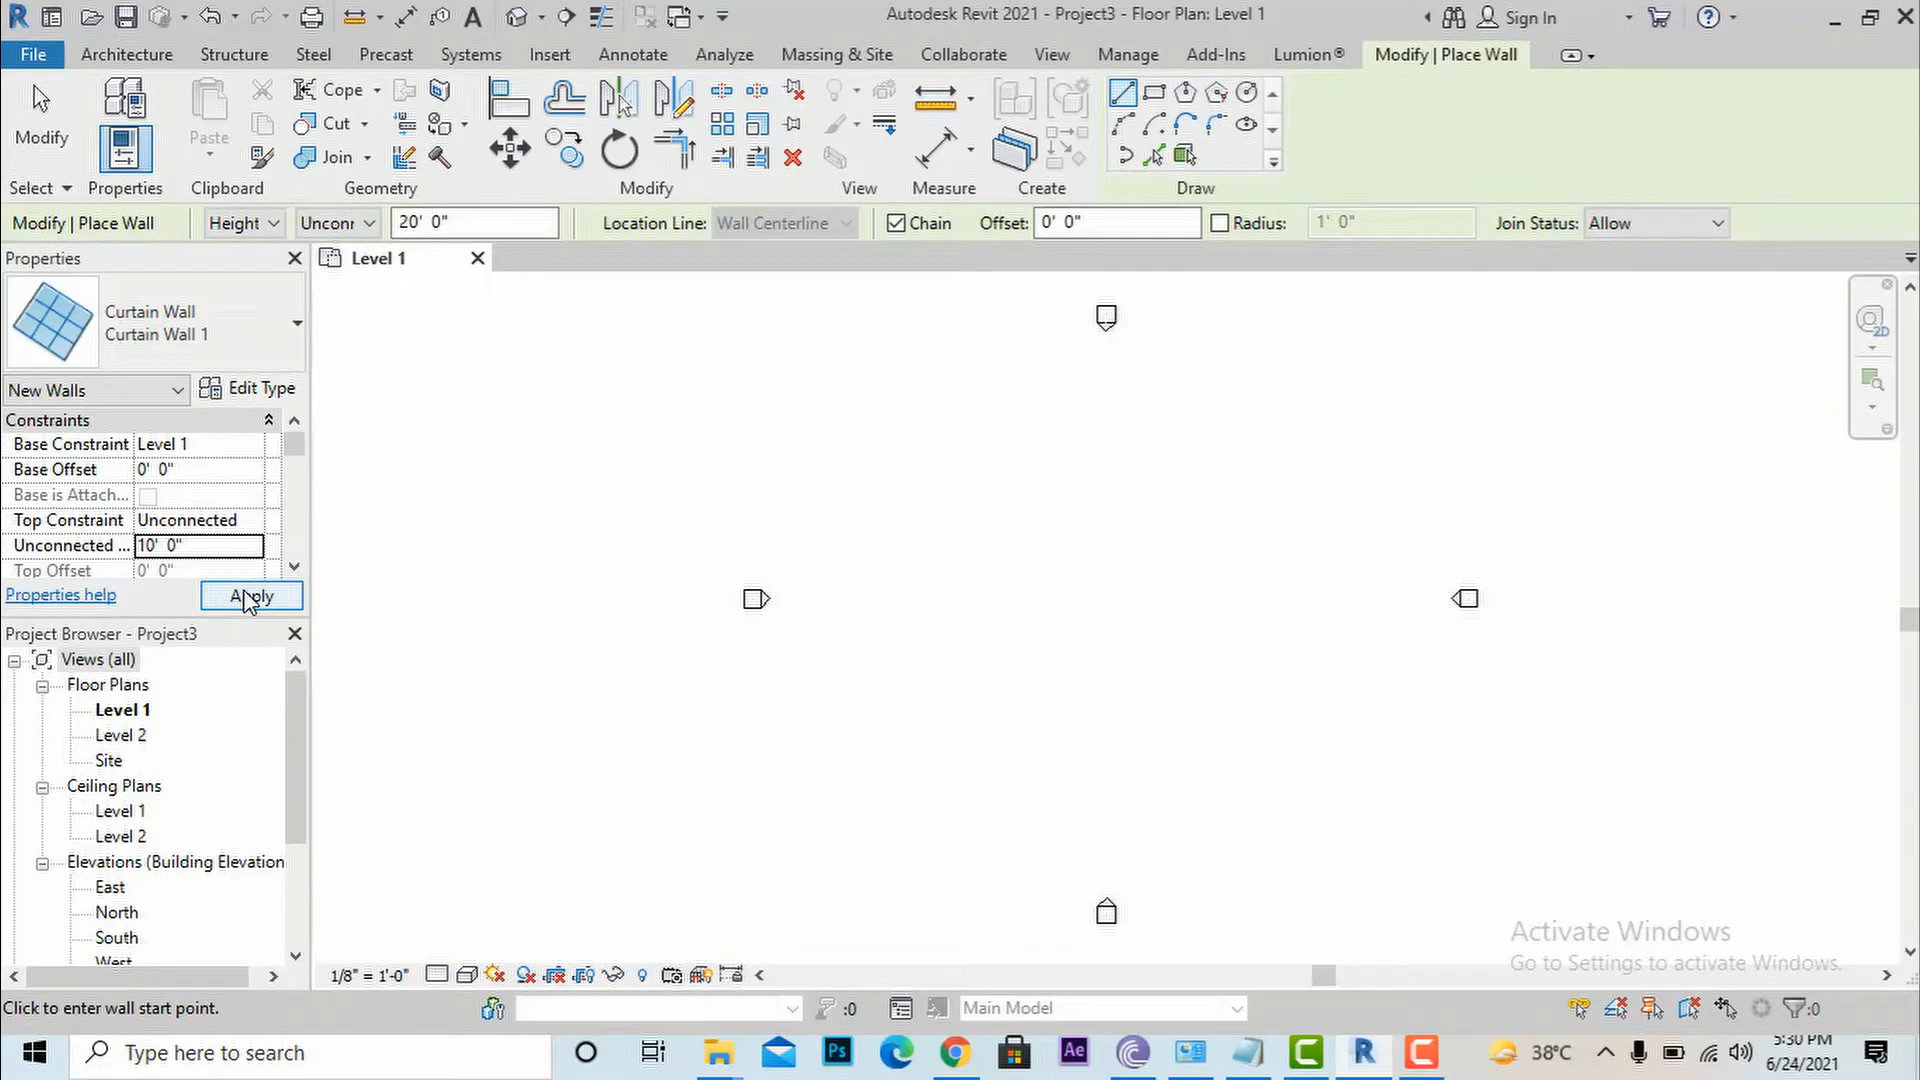 Autodesk Revit 2021 - Project3 - Floor Plan: Level 1
Sign In
File Architecture Structure Steel Precast Systems Insert Annotate Analyze Massing & Site Collaborate View Manage Add-Ins Lumion® Modify | Place Wall
Modify
Paste
Cope
Cut
Join
Select Properties Clipboard Geometry Modify View Measure Create Draw
Modify | Place Wall Height Unconr 20' 0" Location Line: Wall Centerline Chain Offset: 0' 0" Radius: 1' 0" Join Status: Allow
Properties
Level 1
Curtain Wall
Curtain Wall 1
New Walls Edit Type
Constraints
Base Constraint Level 1
Base Offset 0' 0"
Base is Attach...
Top Constraint Unconnected
Unconnected ... 10' 0"
Top Offset 0' 0"
Properties help Apply
Project Browser - Project3
Views (all)
Floor Plans
Level 1
Level 2
Site
Ceiling Plans
Level 1
Level 2
Elevations (Building Elevation
East
North
South
West
2D
Activate Windows
Go to Settings to activate Windows.
1/8" = 1'-0"
Click to enter wall start point.
:0
Main Model
:0
Type here to search
Ps
Ae
38°C
5:30 PM
6/24/2021